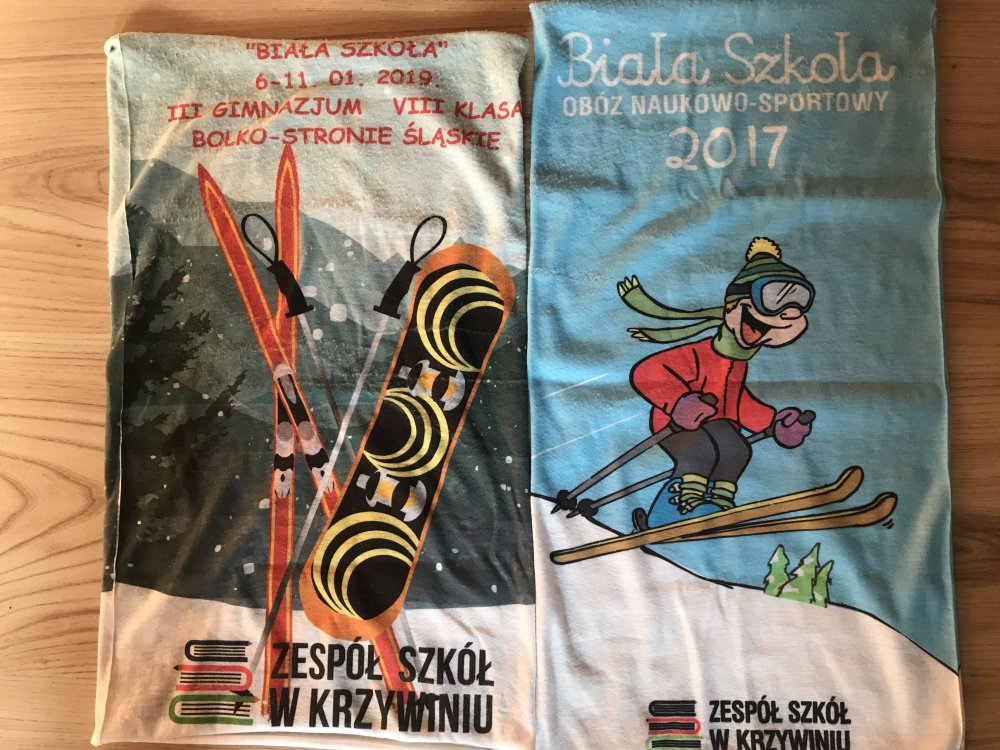 "BIAŁA SZKOŁA"
6-11. 01. 2019.
III GIMNAZJUM VIII KLASA
BOLKO-STRONIE ŚLĄSKIE
ZESPÓŁ SZKÓŁ
W KRZYWINIU
Biała Szkoła
OBÓZ NAUKOWO-SPORTOWY
2017
ZESPÓŁ SZKÓŁ
W KRZYWINIU